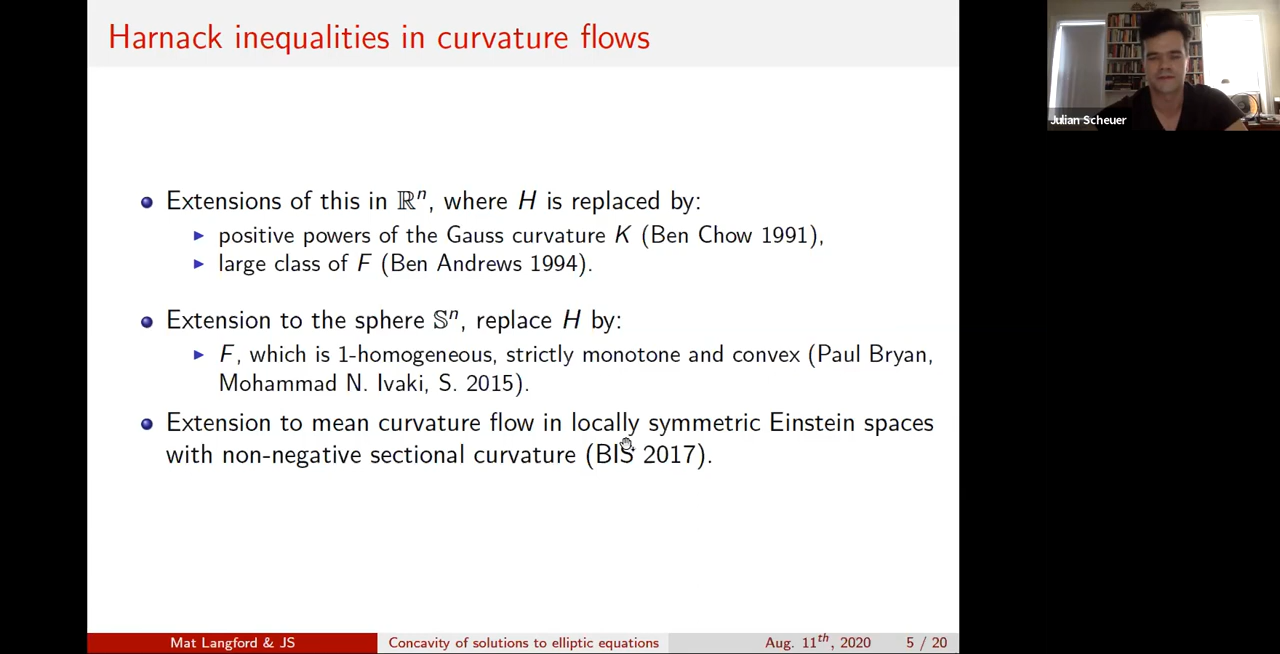 Harnack inequalities in curvature flows
Julian Scheuer
Extensions of this in ℝⁿ, where H is replaced by:
positive powers of the Gauss curvature K (Ben Chow 1991),
large class of F (Ben Andrews 1994).
Extension to the sphere 𝕊ⁿ, replace H by:
F, which is 1-homogeneous, strictly monotone and convex (Paul Bryan,
Mohammad N. Ivaki, S. 2015).
Extension to mean curvature flow in locally symmetric Einstein spaces
with non-negative sectional curvature (BIS 2017).
Mat Langford & JS
Concavity of solutions to elliptic equations
Aug. 11ᵗʰ, 2020
5 / 20